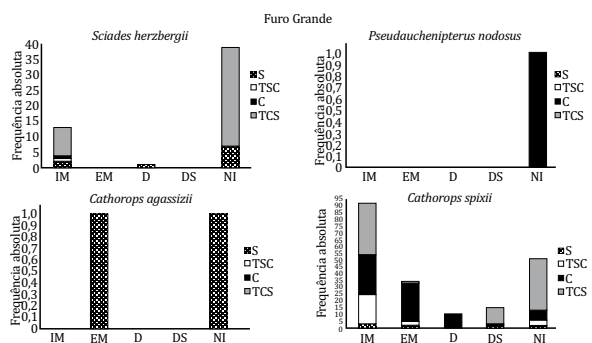 Furo Grande
Sciades herzbergii
Frequência absoluta
40
35
30
25
20
15
10
5
0
IM EM D DS NI
S
TSC
C
TCS
Pseudauchenipterus nodosus
Frequência absoluta
1,0
0,9
0,8
0,7
0,6
0,5
0,4
0,3
0,2
0,1
0
IM EM D DS NI
S
TSC
C
TCS
Cathorops agassizii
Frequência absoluta
1,0
0,9
0,8
0,7
0,6
0,5
0,4
0,3
0,2
0,1
0
IM EM D DS NI
S
TSC
C
TCS
Cathorops spixii
Frequência absoluta
95
90
85
80
75
70
65
60
55
50
45
40
35
30
25
20
15
10
5
0
IM EM D DS NI
S
TSC
C
TCS